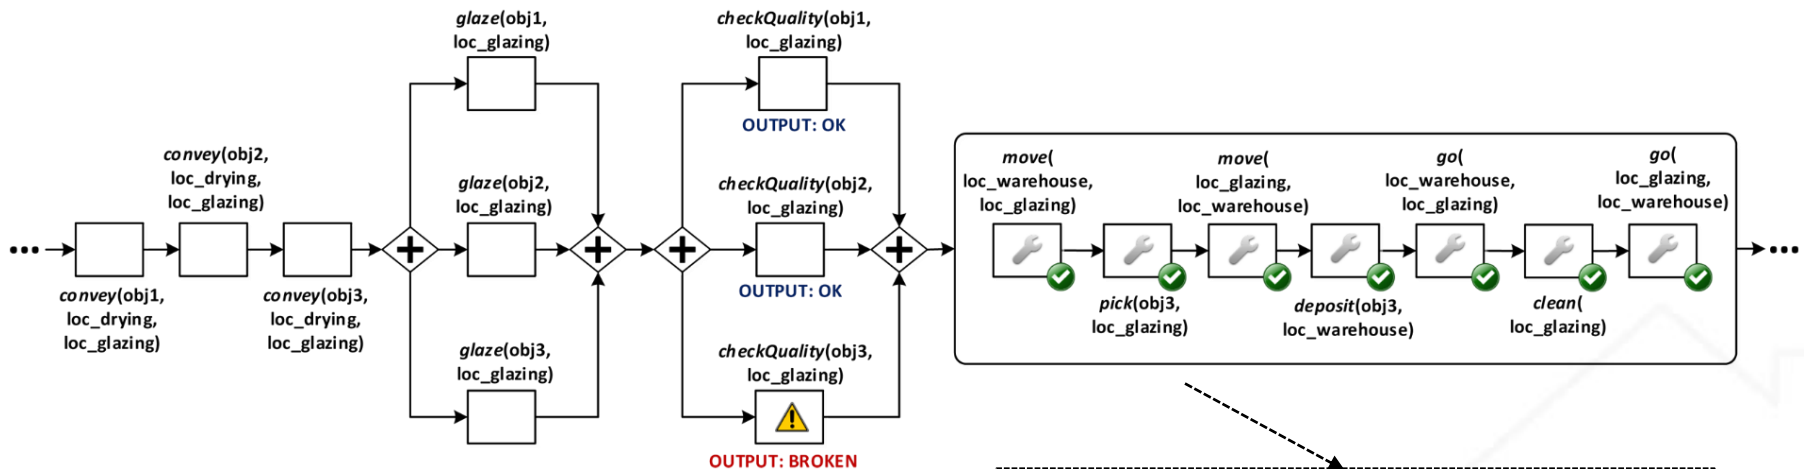 glaze(obj1,
loc_glazing)
checkQuality(obj1,
loc_glazing)
OUTPUT: OK
convey(obj2,
loc_drying,
loc_glazing)
glaze(obj2,
loc_glazing)
checkQuality(obj2,
loc_glazing)
OUTPUT: OK
convey(obj1,
loc_drying,
loc_glazing)
convey(obj3,
loc_drying,
loc_glazing)
glaze(obj3,
loc_glazing)
checkQuality(obj3,
loc_glazing)
OUTPUT: BROKEN
move(
loc_warehouse,
loc_glazing)
pick(obj3,
loc_glazing)
move(
loc_glazing,
loc_warehouse)
deposit(obj3,
loc_warehouse)
go(
loc_warehouse,
loc_glazing)
clean(
loc_glazing)
go(
loc_glazing,
loc_warehouse)